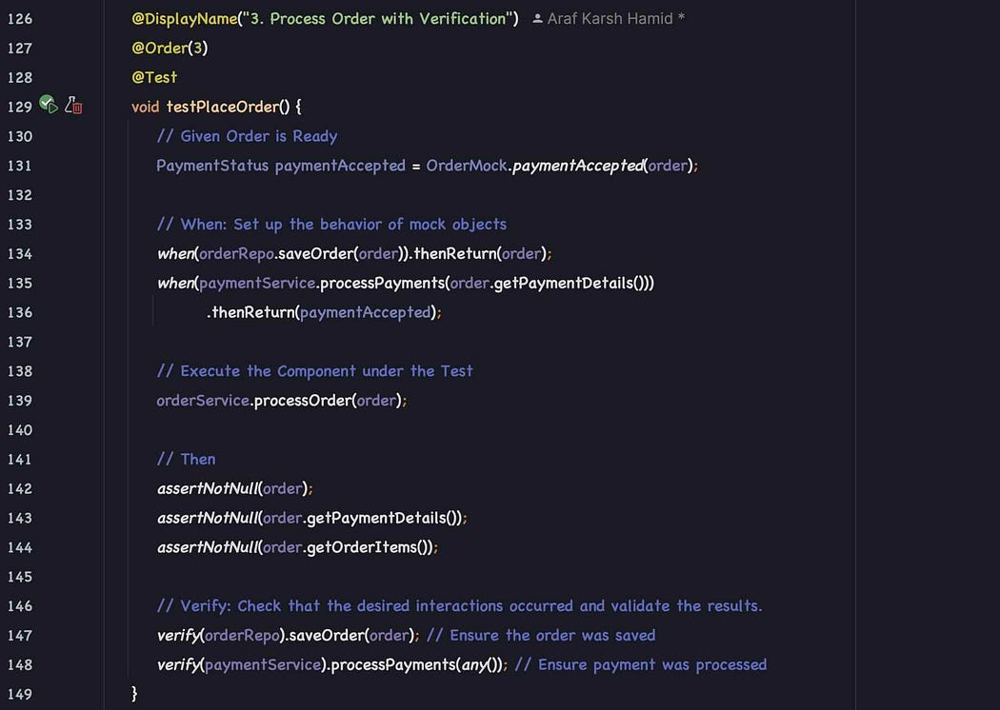 126 @DisplayName("3. Process Order with Verification") Araf Karsh Hamid *
127 @Order(3)
128 @Test
129 void testPlaceOrder() {
130 // Given Order is Ready
131 PaymentStatus paymentAccepted = OrderMock.paymentAccepted(order);
132
133 // When: Set up the behavior of mock objects
134 when(orderRepo.saveOrder(order)).thenReturn(order);
135 when(paymentService.processPayments(order.getPaymentDetails()))
136 .thenReturn(paymentAccepted);
137
138 // Execute the Component under the Test
139 orderService.processOrder(order);
140
141 // Then
142 assertNotNull(order);
143 assertNotNull(order.getPaymentDetails());
144 assertNotNull(order.getOrderItems());
145
146 // Verify: Check that the desired interactions occurred and validate the results.
147 verify(orderRepo).saveOrder(order); // Ensure the order was saved
148 verify(paymentService).processPayments(any()); // Ensure payment was processed
149 }